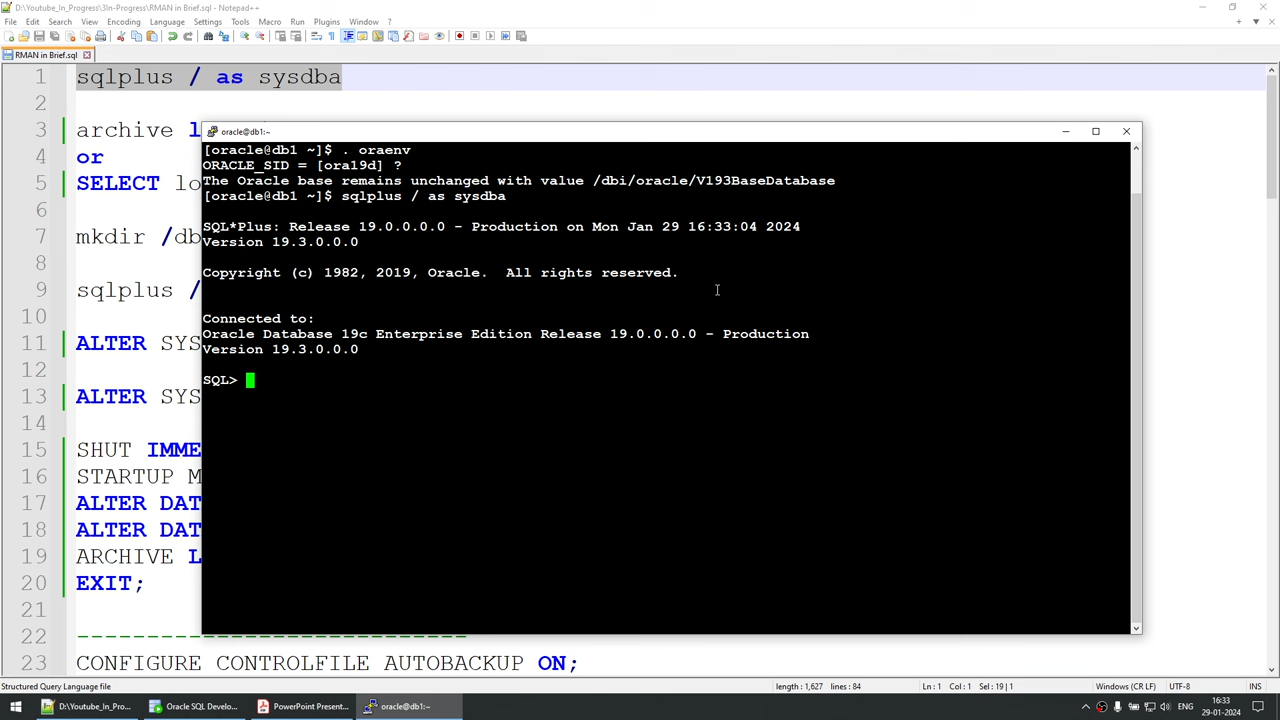 D:\Youtube_In_Progress\3In-Progress\RMAN in Brief.sql - Notepad++
File Edit Search View Encoding Language Settings Tools Macro Run Plugins Window ?
RMAN in Brief.sql
1 sqlplus / as sysdba
2
3 archive l
4 or
5 SELECT lo
6
7 mkdir /db
8
9 sqlplus /
10
11 ALTER SYS
12
13 ALTER SYS
14
15 SHUT IMME
16 STARTUP M
17 ALTER DAT
18 ALTER DAT
19 ARCHIVE L
20 EXIT;
21
22 ----------------------------
23 CONFIGURE CONTROLFILE AUTOBACKUP ON;
oracle@db1:~
[oracle@db1 ~]$ . oraenv
ORACLE_SID = [ora19d] ?
The Oracle base remains unchanged with value /dbi/oracle/V193BaseDatabase
[oracle@db1 ~]$ sqlplus / as sysdba
SQL*Plus: Release 19.0.0.0.0 - Production on Mon Jan 29 16:33:04 2024
Version 19.3.0.0.0
Copyright (c) 1982, 2019, Oracle.  All rights reserved.
Connected to:
Oracle Database 19c Enterprise Edition Release 19.0.0.0.0 - Production
Version 19.3.0.0.0
SQL>
Structured Query Language file length : 1,627 lines : 84 Ln : 1 Col : 1 Sel : 19 | 1 Windows (CR LF) UTF-8 INS
D:\Youtube_In_Pro... Oracle SQL Develo... PowerPoint Present... oracle@db1:~ ENG 16:33
29-01-2024